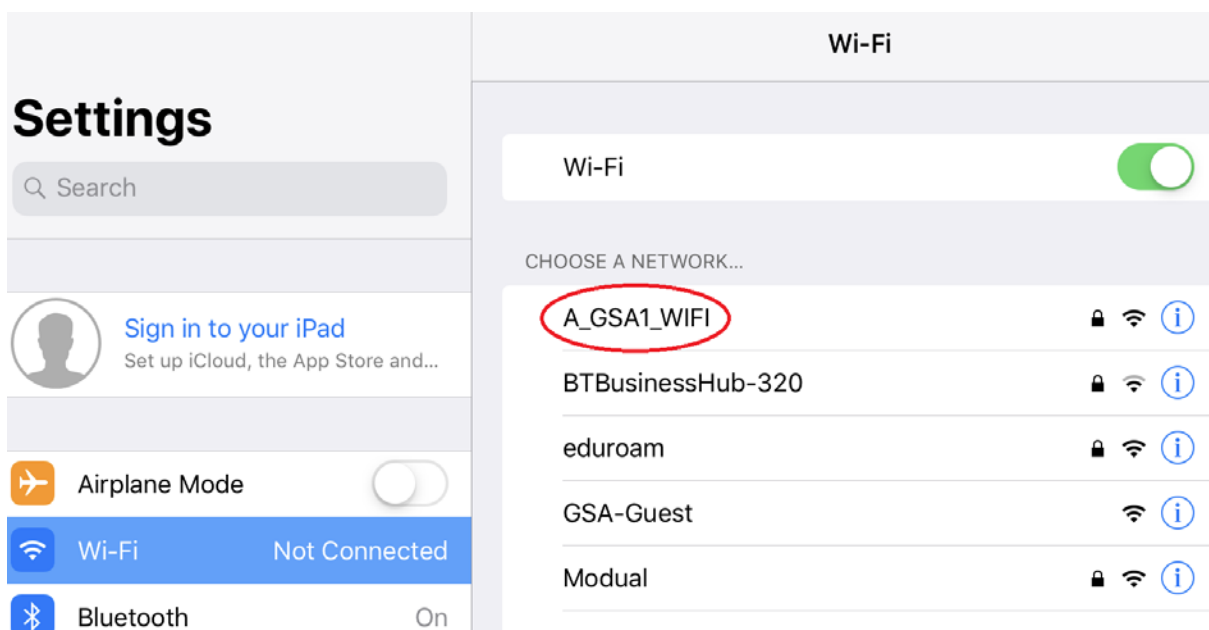 Settings
Search
Sign in to your iPad
Set up iCloud, the App Store and...
Airplane Mode
Wi-Fi Not Connected
Bluetooth On
Wi-Fi
Wi-Fi
CHOOSE A NETWORK...
A_GSA1_WIFI
BTBusinessHub-320
eduroam
GSA-Guest
Modual